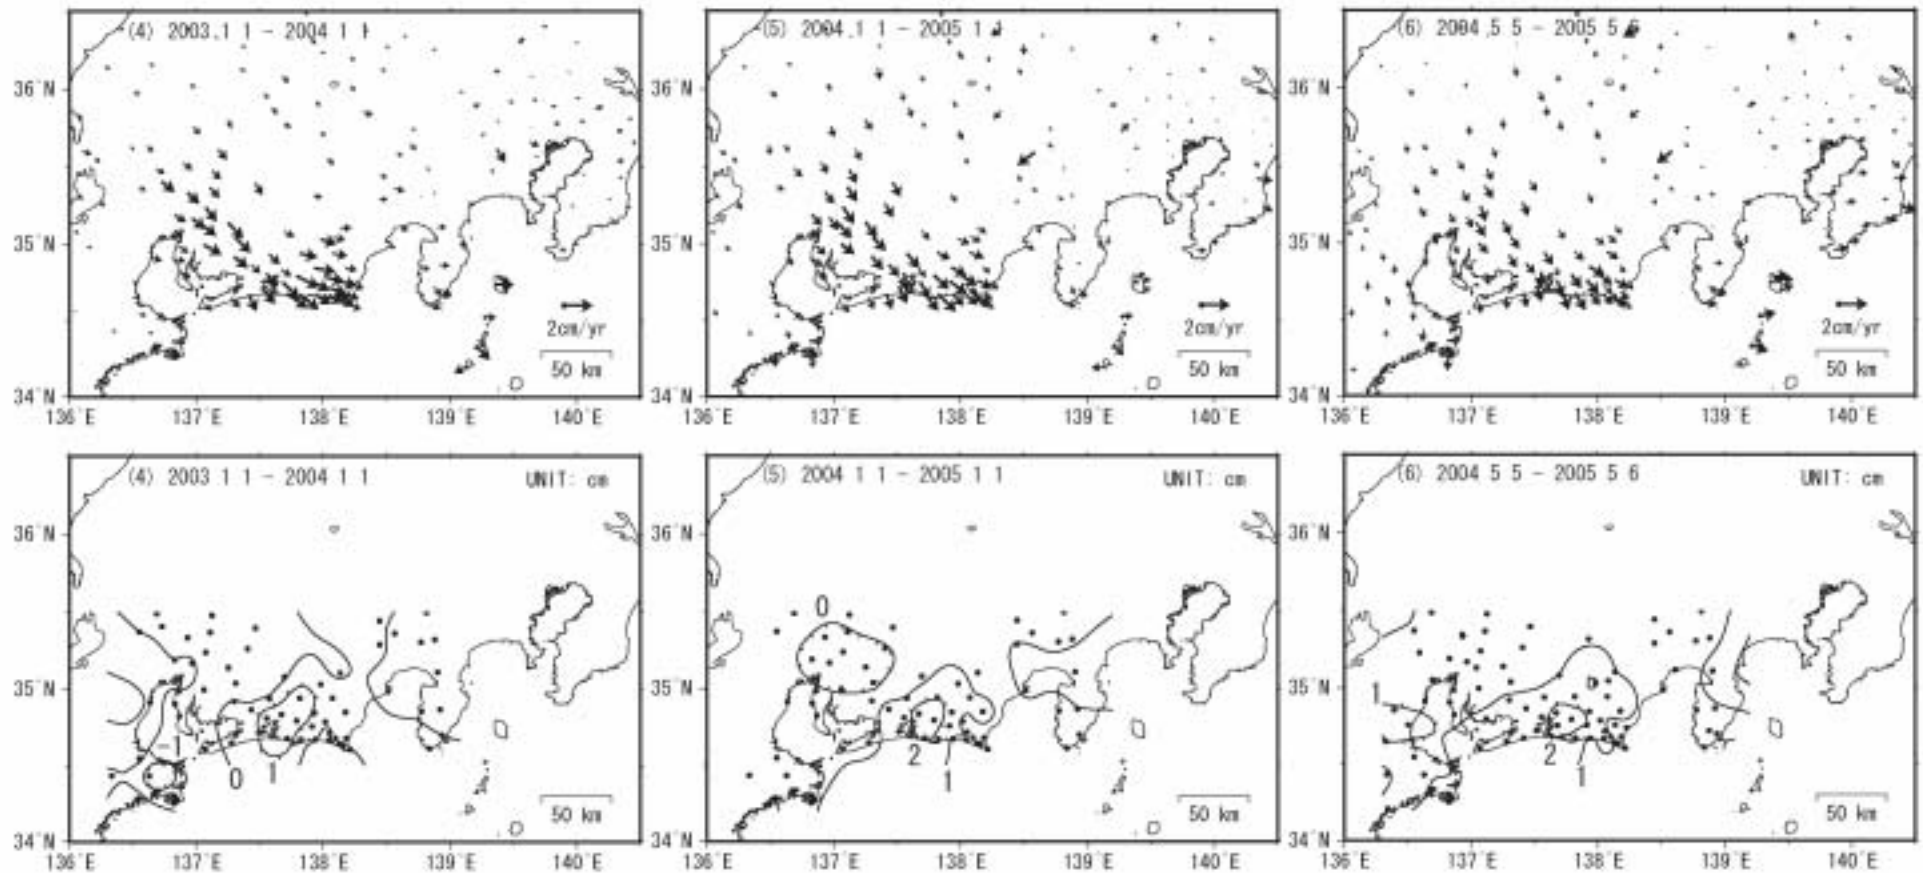 (4) 2003.1 1 - 2004 1 1
(5) 2004.1 1 - 2005 1 1
(6) 2004 5 5 - 2005 5 6
36°N
36°N
36°N
35°N
35°N
35°N
2cm/yr
2cm/yr
2cm/yr
50 km
50 km
50 km
34°N
34°N
34°N
136°E 137°E 138°E 139°E 140°E
136°E 137°E 138°E 139°E 140°E
136°E 137°E 138°E 139°E 140°E
(4) 2003 1 1 - 2004 1 1 UNIT: cm
(5) 2004 1 1 - 2005 1 1 UNIT: cm
(6) 2004 5 5 - 2005 5 6 UNIT: cm
36°N
36°N
36°N
0
35°N
35°N
35°N
1
-1
0 1
2
1
2
1
50 km
50 km
50 km
34°N
34°N
34°N
136°E 137°E 138°E 139°E 140°E
136°E 137°E 138°E 139°E 140°E
136°E 137°E 138°E 139°E 140°E